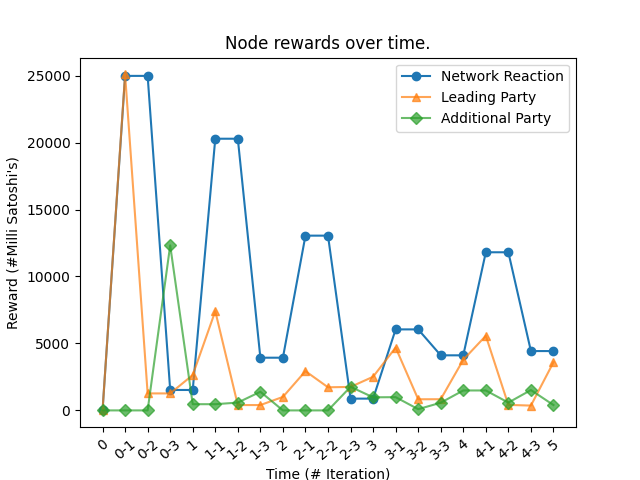 Node rewards over time.
Network Reaction
Leading Party
Additional Party
Reward (#Milli Satoshi's)
25000
20000
15000
10000
5000
0
0 0-1 0-2 0-3 1 1-1 1-2 1-3 2 2-1 2-2 2-3 3 3-1 3-2 3-3 4 4-1 4-2 4-3 5
Time (# Iteration)